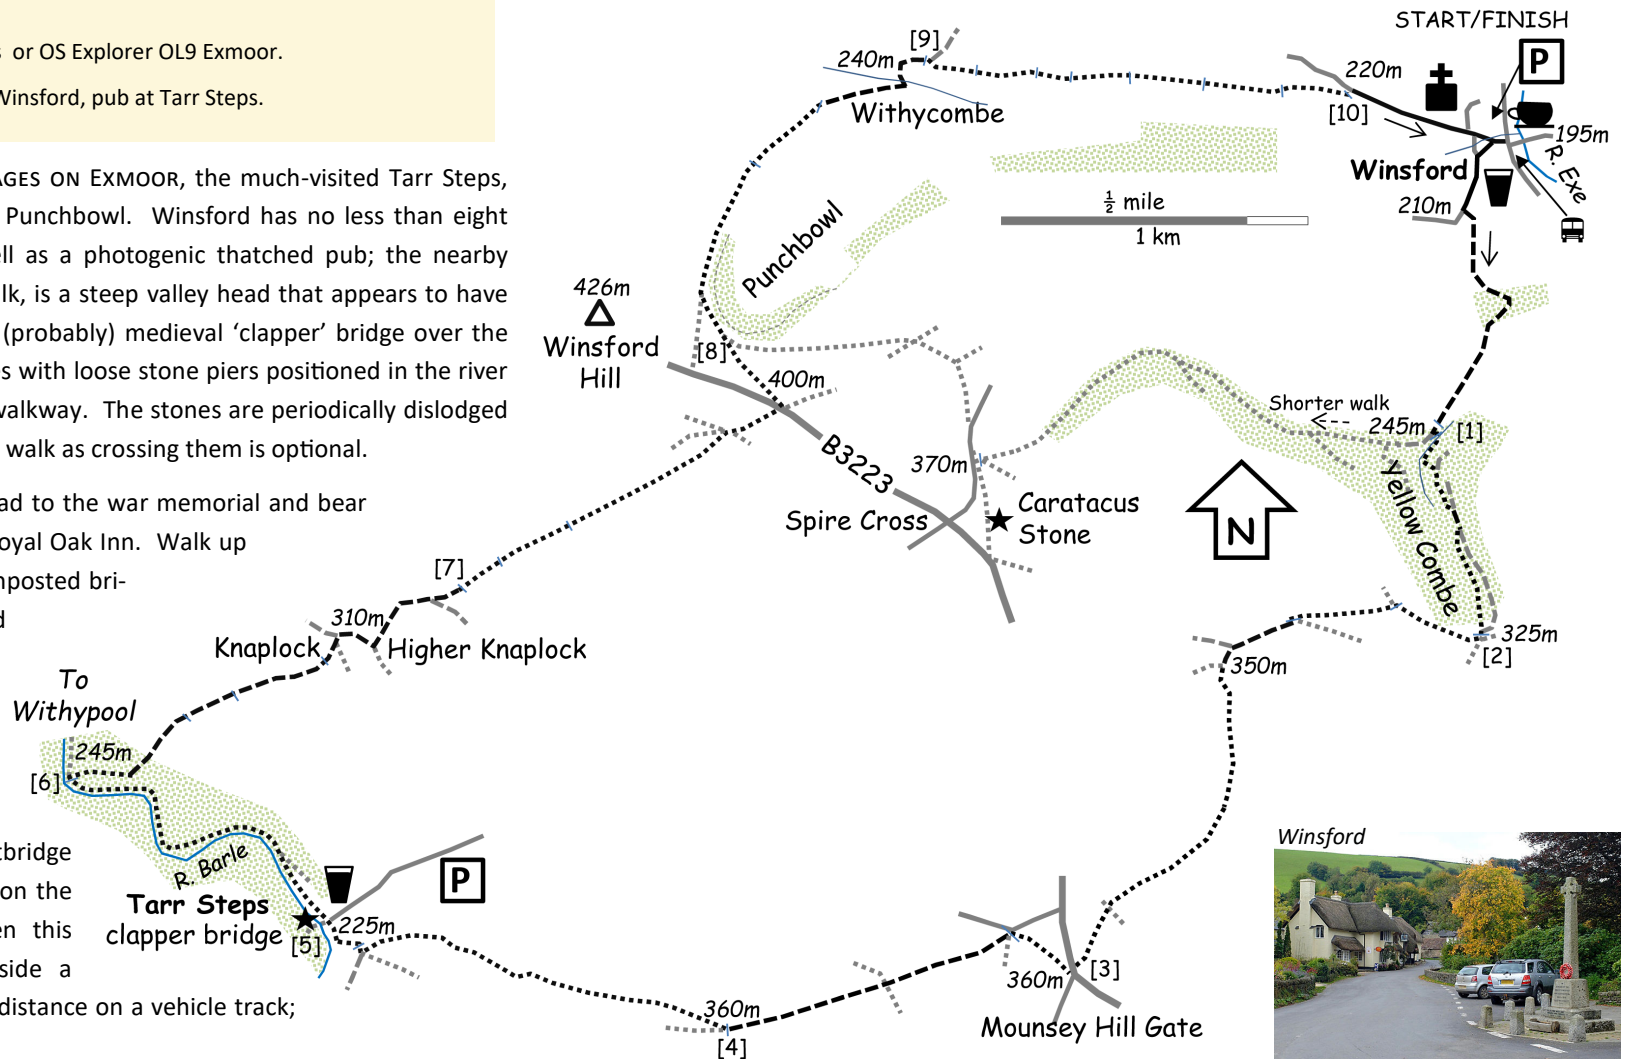 s or OS Explorer OL9 Exmoor.
Winsford, pub at Tarr Steps.
AGES ON EXMOOR, the much-visited Tarr Steps,
Punchbowl. Winsford has no less than eight
ell as a photogenic thatched pub; the nearby
lk, is a steep valley head that appears to have
(probably) medieval ‘clapper’ bridge over the
es with loose stone piers positioned in the river
walkway. The stones are periodically dislodged
walk as crossing them is optional.
ad to the war memorial and bear
oyal Oak Inn. Walk up
nposted bri-
d
tbridge
on the
en this
side a
distance on a vehicle track;
START/FINISH
P
[9]
240m
Withycombe
220m
[10]
195m
Winsford
R. Exe
210m
½ mile
1 km
Punchbowl
426m
Winsford
Hill
[8]
400m
Shorter walk
245m
[1]
B3223
370m
Yellow Combe
Caratacus
Stone
Spire Cross
N
[7]
310m
Knaplock
Higher Knaplock
325m
[2]
350m
To
Withypool
245m
[6]
R. Barle
P
Tarr Steps
clapper bridge
[5]
225m
360m
[3]
Mounsey Hill Gate
360m
[4]
Winsford